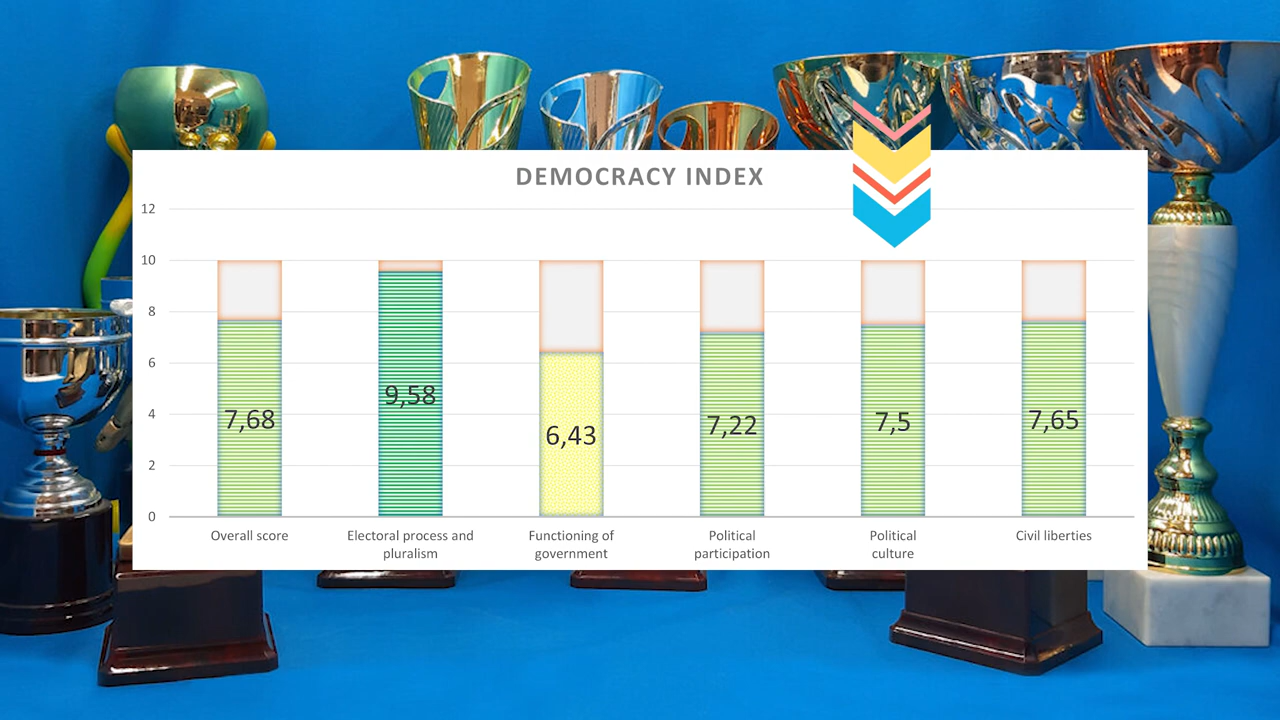 DEMOCRACY INDEX
12
10
8
6
4
2
0
7,68
9,58
6,43
7,22
7,5
7,65
Overall score
Electoral process and
pluralism
Functioning of
government
Political
participation
Political
culture
Civil liberties